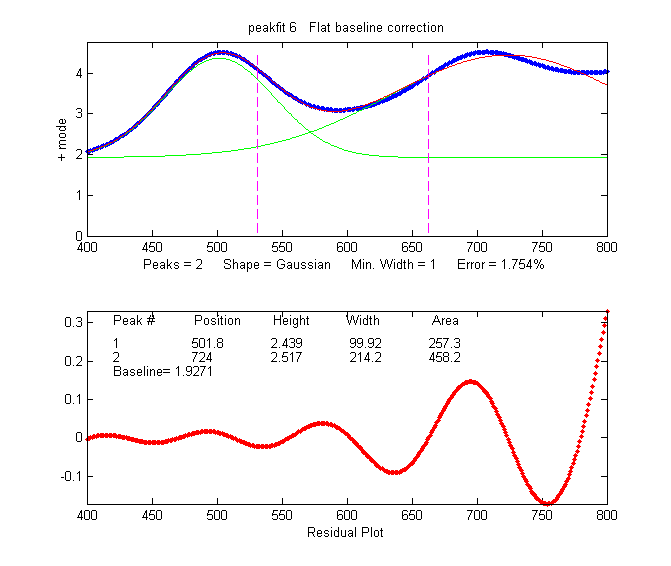 peakfit 6 Flat baseline correction
4
3
2
1
0
+ mode
400 450 500 550 600 650 700 750 800
Peaks = 2 Shape = Gaussian Min. Width = 1 Error = 1.754%
0.3
0.2
0.1
0
-0.1
Peak # Position Height Width Area
1 501.8 2.439 99.92 257.3
2 724 2.517 214.2 458.2
Baseline= 1.9271
400 450 500 550 600 650 700 750 800
Residual Plot